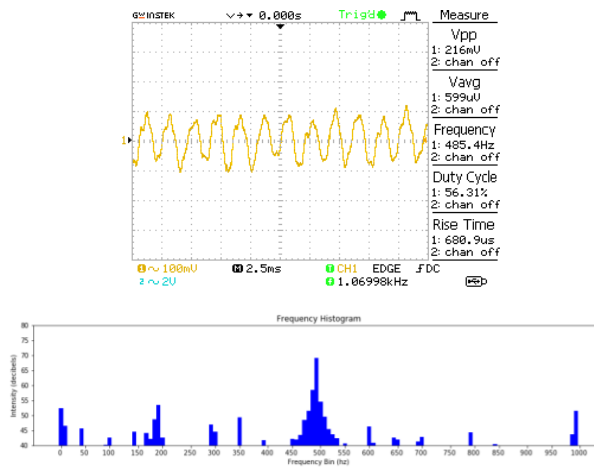 GWINSTEK 0.000s Trig'd Measure
Vpp
1: 216mV
2: chan off
Vavg
1: 599uV
2: chan off
Frequency
1: 485.4Hz
2: chan off
Duty Cycle
1: 56.31%
2: chan off
Rise Time
1: 680.9us
2: chan off
1
1 ~ 100mV M 2.5ms T CH1 EDGE DC
2 ~ 2V 1.06998kHz
Frequency Histogram
Intensity (decibels)
80
75
70
65
60
55
50
45
40
0 50 100 150 200 250 300 350 400 450 500 550 600 650 700 750 800 850 900 950 1000
Frequency Bin (hz)